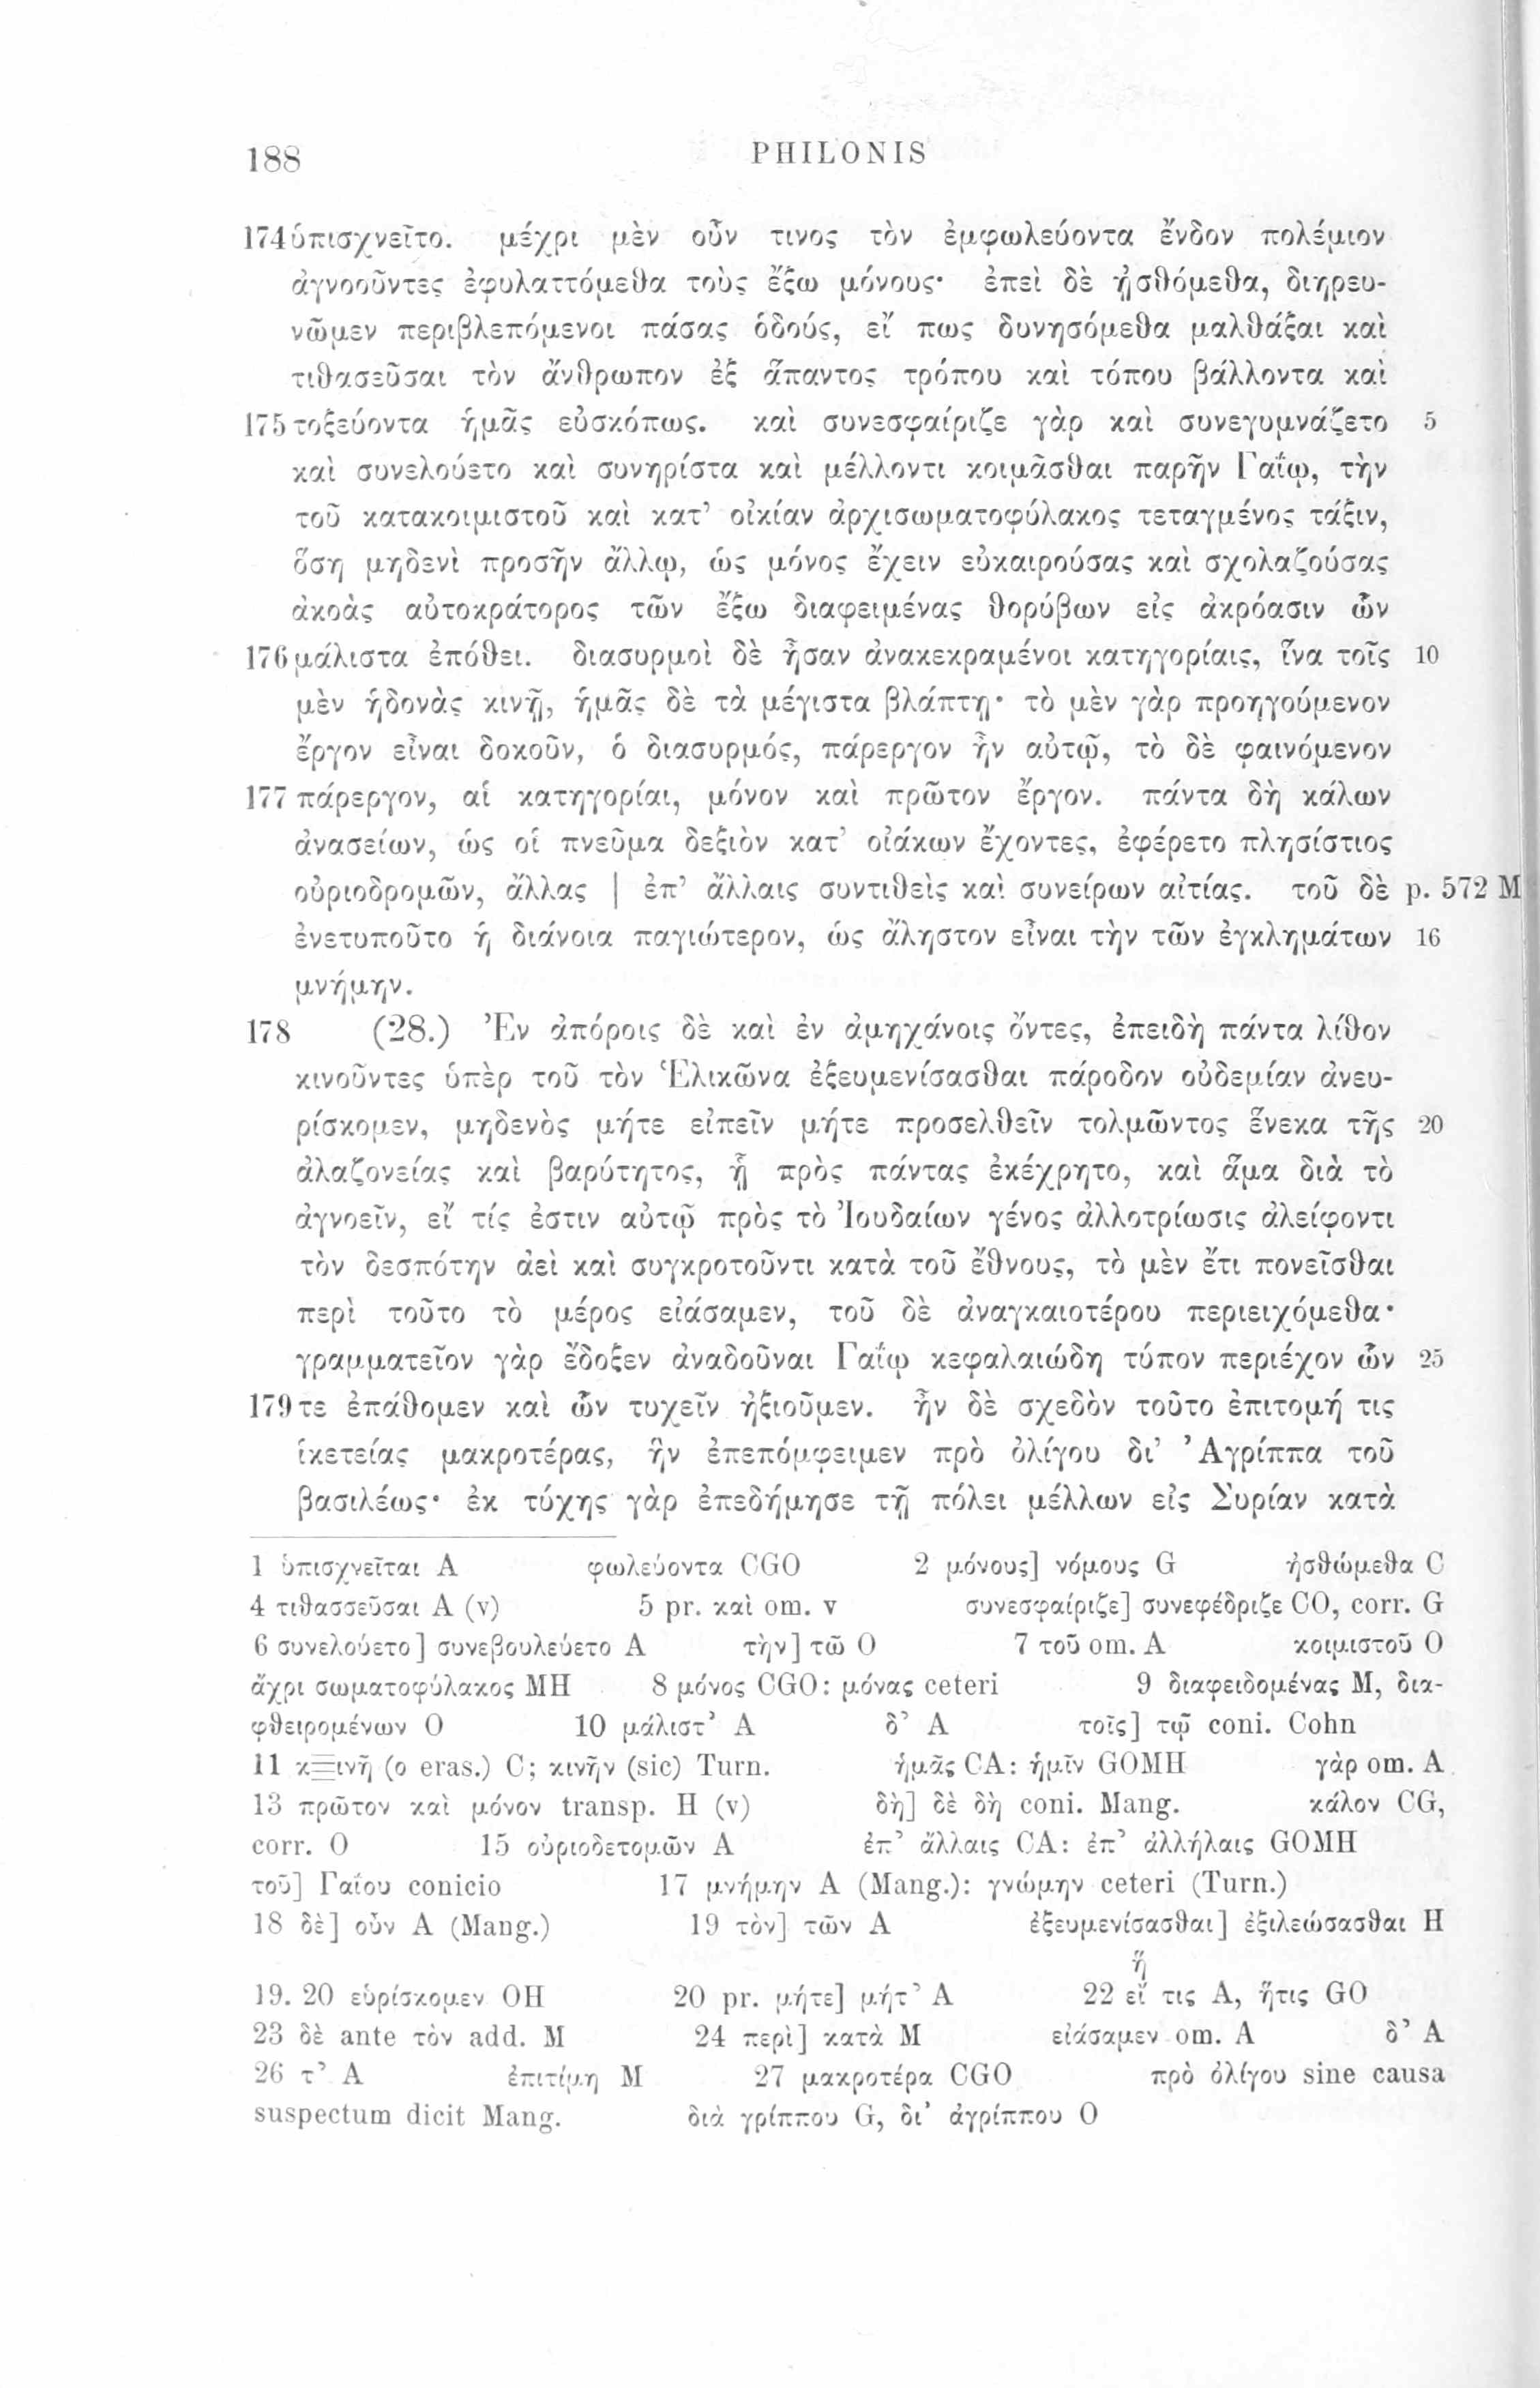 188 PHILONIS
174 ὑπισχνεῖτο. μέχρι μὲν οὖν τινος τὸν ἐμφωλεύοντα ἔνδον πολέμιον
ἀγνοοῦντες ἐφυλαττόμεθα τοὺς ἔξω μόνους· ἐπεὶ δὲ ᾐσθόμεθα, διηρευ-
νῶμεν περιβλεπόμενοι πάσας ὁδούς, εἴ πως δυνησόμεθα μαλθάξαι καὶ
τιθασεῦσαι τὸν ἄνθρωπον ἐξ ἅπαντος τρόπου καὶ τόπου βάλλοντα καὶ
175 τοξεύοντα ἡμᾶς εὐσκόπως. καὶ συνεσφαίριζε γὰρ καὶ συνεγυμνάζετο 5
καὶ συνελούετο καὶ συνηρίστα καὶ μέλλοντι κοιμᾶσθαι παρῆν Γαΐῳ, τὴν
τοῦ κατακοιμιστοῦ καὶ κατ’ οἰκίαν ἀρχισωματοφύλακος τεταγμένος τάξιν,
ὅση μηδενὶ προσῆν ἄλλῳ, ὡς μόνος ἔχειν εὐκαιρούσας καὶ σχολαζούσας
ἀκοὰς αὐτοκράτορος τῶν ἔξω διαφειμένας θορύβων εἰς ἀκρόασιν ὧν
176 μάλιστα ἐπόθει. διασυρμοὶ δὲ ἦσαν ἀνακεκραμένοι κατηγορίαις, ἵνα τοῖς 10
μὲν ἡδονὰς κινῇ, ἡμᾶς δὲ τὰ μέγιστα βλάπτῃ· τὸ μὲν γὰρ προηγούμενον
ἔργον εἶναι δοκοῦν, ὁ διασυρμός, πάρεργον ἦν αὐτῷ, τὸ δὲ φαινόμενον
177 πάρεργον, αἱ κατηγορίαι, μόνον καὶ πρῶτον ἔργον. πάντα δὴ κάλων
ἀνασείων, ὡς οἱ πνεῦμα δεξιὸν κατ’ οἰάκων ἔχοντες, ἐφέρετο πλησίστιος
οὐριοδρομῶν, ἄλλας | ἐπ’ ἄλλαις συντιθεὶς καὶ συνείρων αἰτίας. τοῦ δὲ p. 572 M
ἐνετυποῦτο ἡ διάνοια παγιώτερον, ὡς ἄληστον εἶναι τὴν τῶν ἐγκλημάτων 16
μνήμην.
178 (28.) Ἐν ἀπόροις δὲ καὶ ἐν ἀμηχάνοις ὄντες, ἐπειδὴ πάντα λίθον
κινοῦντες ὑπὲρ τοῦ τὸν Ἑλικῶνα ἐξευμενίσασθαι πάροδον οὐδεμίαν ἀνευ-
ρίσκομεν, μηδενὸς μήτε εἰπεῖν μήτε προσελθεῖν τολμῶντος ἕνεκα τῆς 20
ἀλαζονείας καὶ βαρύτητος, ᾗ πρὸς πάντας ἐκέχρητο, καὶ ἅμα διὰ τὸ
ἀγνοεῖν, εἴ τίς ἐστιν αὐτῷ πρὸς τὸ Ἰουδαίων γένος ἀλλοτρίωσις ἀλείφοντι
τὸν δεσπότην ἀεὶ καὶ συγκροτοῦντι κατὰ τοῦ ἔθνους, τὸ μὲν ἔτι πονεῖσθαι
περὶ τοῦτο τὸ μέρος εἰάσαμεν, τοῦ δὲ ἀναγκαιοτέρου περιειχόμεθα·
γραμματεῖον γὰρ ἔδοξεν ἀναδοῦναι Γαΐῳ κεφαλαιώδη τύπον περιέχον ὧν 25
179 τε ἐπάθομεν καὶ ὧν τυχεῖν ἠξιοῦμεν. ἦν δὲ σχεδὸν τοῦτο ἐπιτομή τις
ἱκετείας μακροτέρας, ἣν ἐπεπόμφειμεν πρὸ ὀλίγου δι’ Ἀγρίππα τοῦ
βασιλέως· ἐκ τύχης γὰρ ἐπεδήμησε τῇ πόλει μέλλων εἰς Συρίαν κατὰ
1 ὑπισχνεῖται A φωλεύοντα CGO 2 μόνους] νόμους G ᾐσθώμεθα C
4 τιθασσεῦσαι A (v) 5 pr. καὶ om. v συνεσφαίριζε] συνεφέδριζε CO, corr. G
6 συνελούετο] συνεβουλεύετο A τὴν] τῶ O 7 τοῦ om. A κοιμιστοῦ O
ἄχρι σωματοφύλακος MH 8 μόνος CGO: μόνας ceteri 9 διαφειδομένας M, δια-
φθειρομένων O 10 μάλιστ’ A δ’ A τοῖς] τῷ coni. Cohn
11 κινῇ (o eras.) C; κινῆν (sic) Turn. ἡμᾶς CA: ἡμῖν GOMH γὰρ om. A
13 πρῶτον καὶ μόνον transp. H (v) δὴ] δὲ δὴ coni. Mang. κάλον CG,
corr. O 15 οὐριοδετομῶν A ἐπ’ ἄλλαις CA: ἐπ’ ἀλλήλαις GOMH
τοῦ] Γαΐου conicio 17 μνήμην A (Mang.): γνώμην ceteri (Turn.)
18 δὲ] οὖν A (Mang.) 19 τὸν] τῶν A ἐξευμενίσασθαι] ἐξιλεώσασθαι H
ἤ
19. 20 εὑρίσκομεν OH 20 pr. μήτε] μήτ’ A 22 εἴ τις A, ἥτις GO
23 δὲ ante τὸν add. M 24 περὶ] κατὰ M εἰάσαμεν om. A δ’ A
26 τ’ A ἐπιτίμη M 27 μακροτέρα CGO πρὸ ὀλίγου sine causa
suspectum dicit Mang. διὰ γρίππου G, δι’ ἀγρίππου O